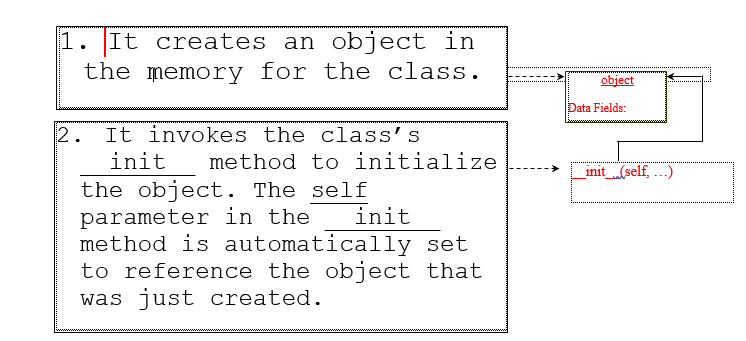 1. It creates an object in
the memory for the class.
object
Data Fields:
2. It invokes the class’s
__init__ method to initialize
the object. The self
parameter in the __init__
method is automatically set
to reference the object that
was just created.
__init__(self, ...)